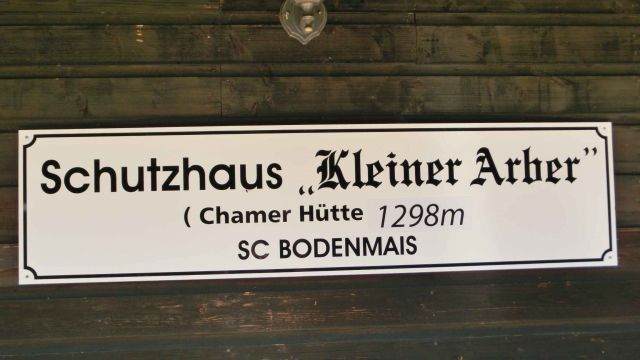 Schutzhaus „Kleiner Arber”
( Chamer Hütte 1298m
SC BODENMAIS